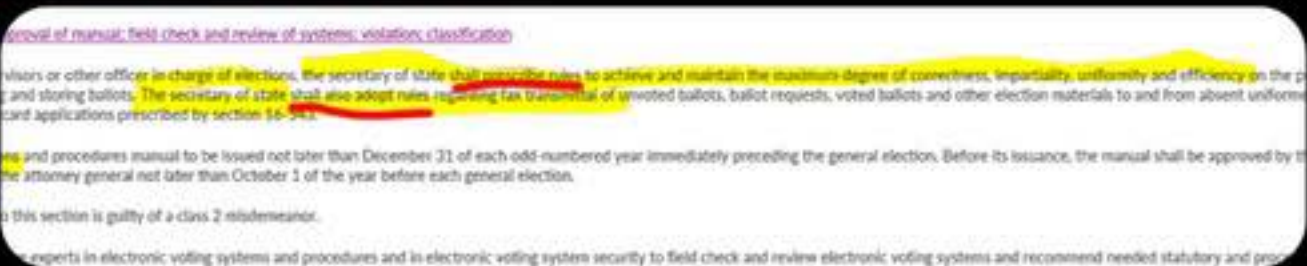 proval of manual; field check and review of systems; violation; classification
visors or other officer in charge of elections, the secretary of state shall prescribe rules to achieve and maintain the maximum degree of correctness, impartiality, uniformity and efficiency on the p
and storing ballots. The secretary of state shall also adopt rules regarding fax transmittal of unvoted ballots, ballot requests, voted ballots and other election materials to and from absent uniforme
card applications prescribed by section 16-543.
ns and procedures manual to be issued not later than December 31 of each odd-numbered year immediately preceding the general election. Before its issuance, the manual shall be approved by t
the attorney general not later than October 1 of the year before each general election.
this section is guilty of a class 2 misdemeanor.
experts in electronic voting systems and procedures and in electronic voting system security to field check and review electronic voting systems and recommend needed statutory and proc